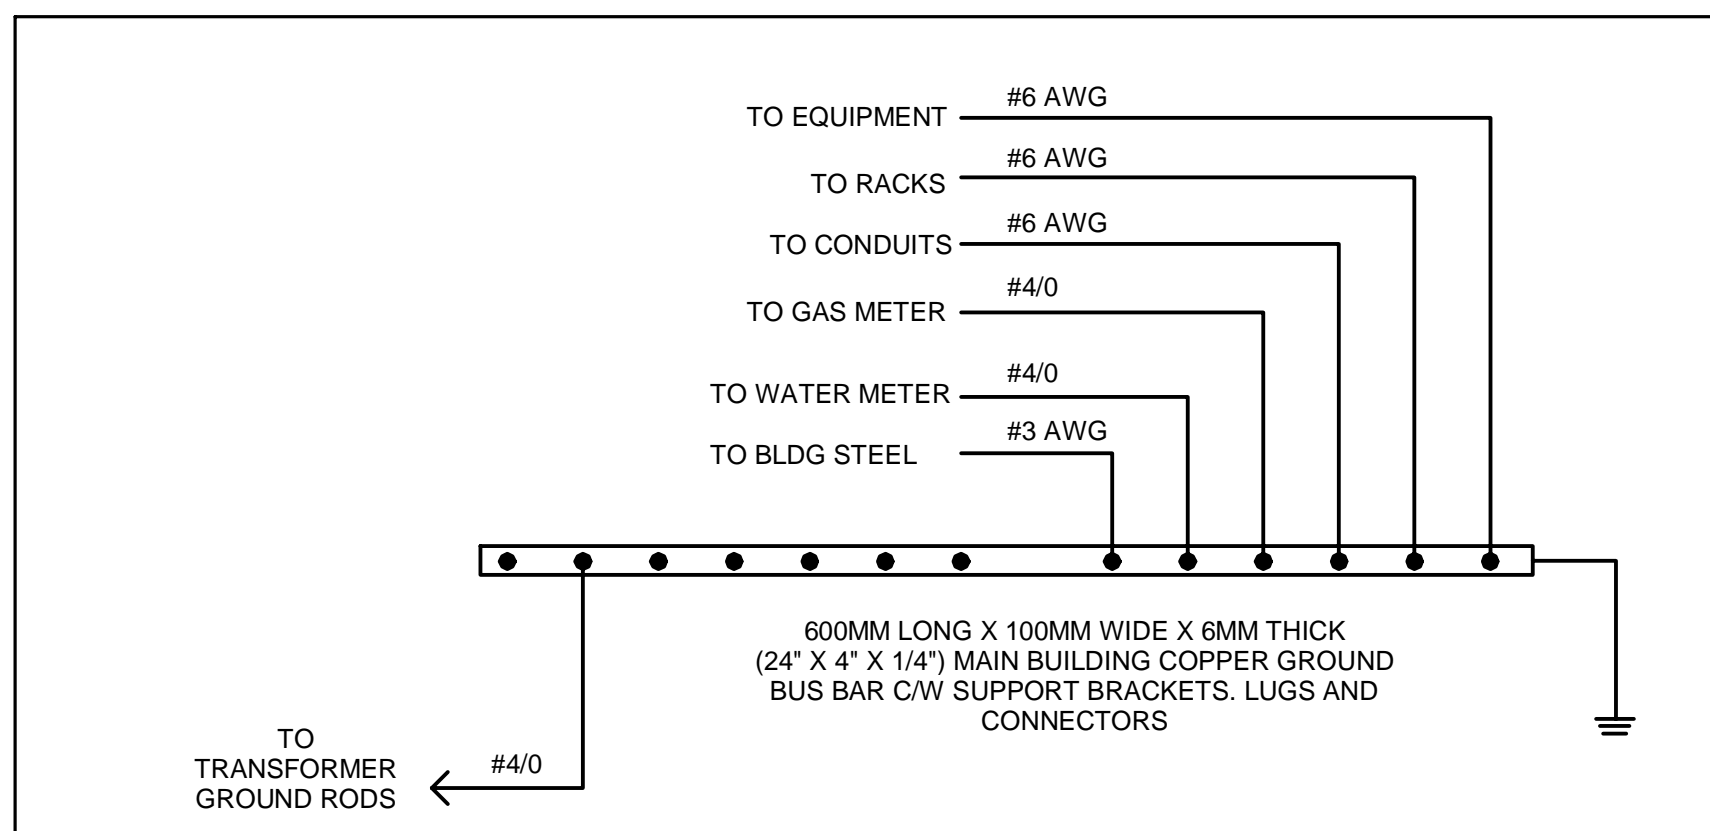 #6 AWG
TO EQUIPMENT
#6 AWG
TO RACKS
#6 AWG
TO CONDUITS
#4/0
TO GAS METER
#4/0
TO WATER METER
#3 AWG
TO BLDG STEEL
600MM LONG X 100MM WIDE X 6MM THICK
(24" X 4" X 1/4") MAIN BUILDING COPPER GROUND
BUS BAR C/W SUPPORT BRACKETS. LUGS AND
CONNECTORS
TO
TRANSFORMER
GROUND RODS
#4/0